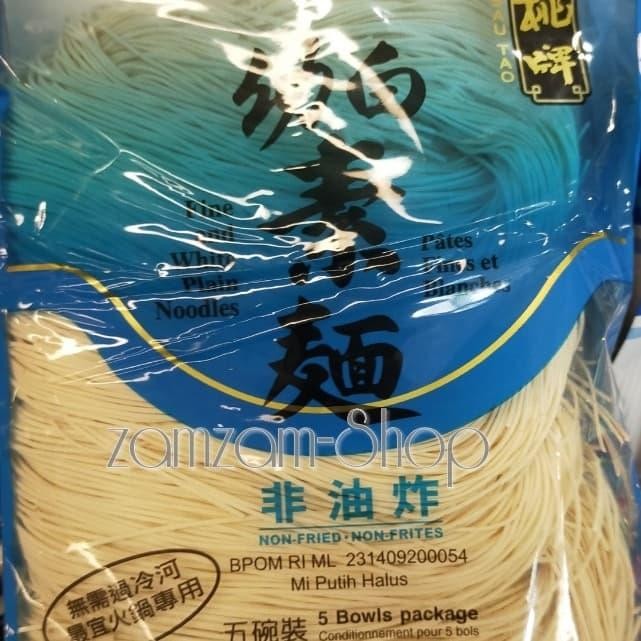 桃牌
SAU TAO
幼白
素
麵
Fine
and
White
Plain
Noodles
Pâtes
Fines et
Blanches
zamzam-Shop
非油炸
NON-FRIED · NON-FRITES
BPOM RI ML 231409200054
Mi Putih Halus
無需過冷河
最宜火鍋專用
五碗裝
5 Bowls package
Conditionnement pour 5 bols